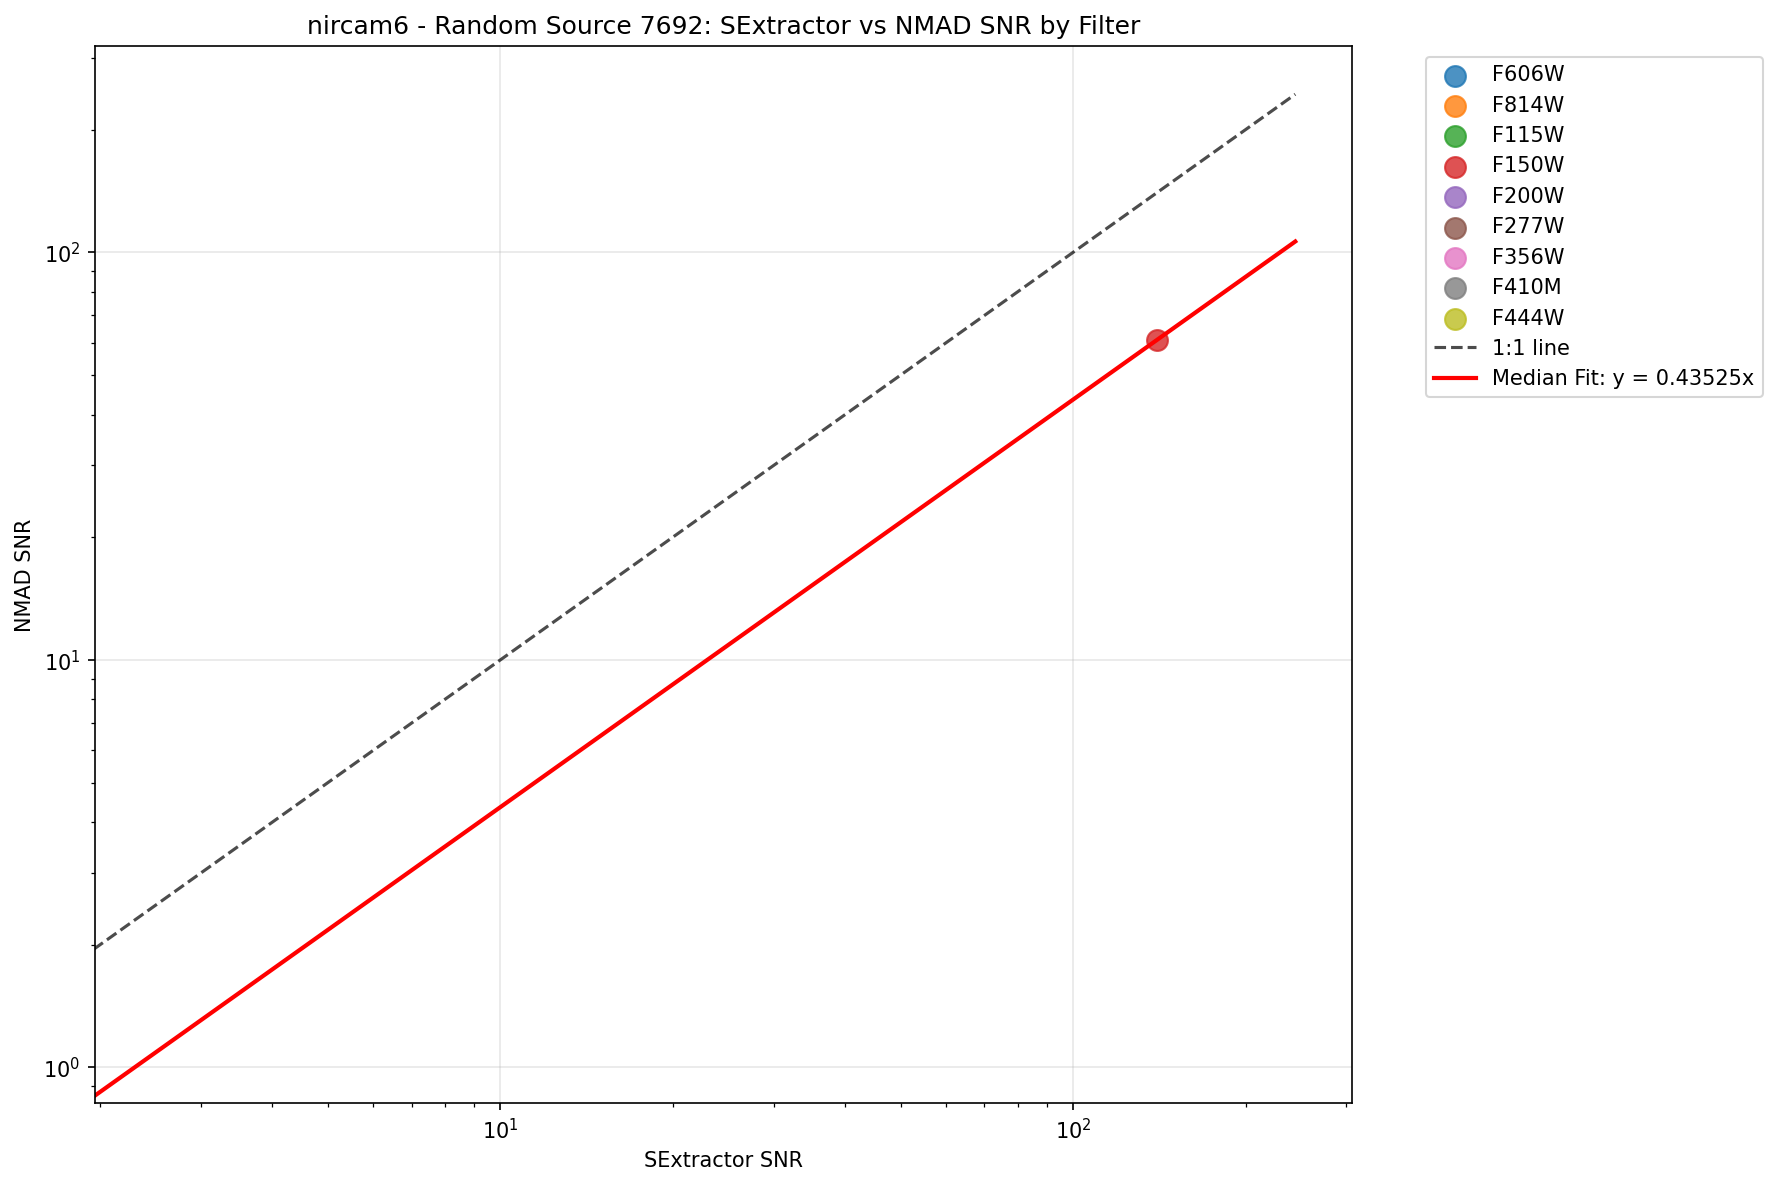 nircam6 - Random Source 7692: SExtractor vs NMAD SNR by Filter
F606W
F814W
F115W
F150W
F200W
F277W
F356W
F410M
F444W
1:1 line
Median Fit: y = 0.43525x
NMAD SNR
10²
10¹
10⁰
10¹
10²
SExtractor SNR